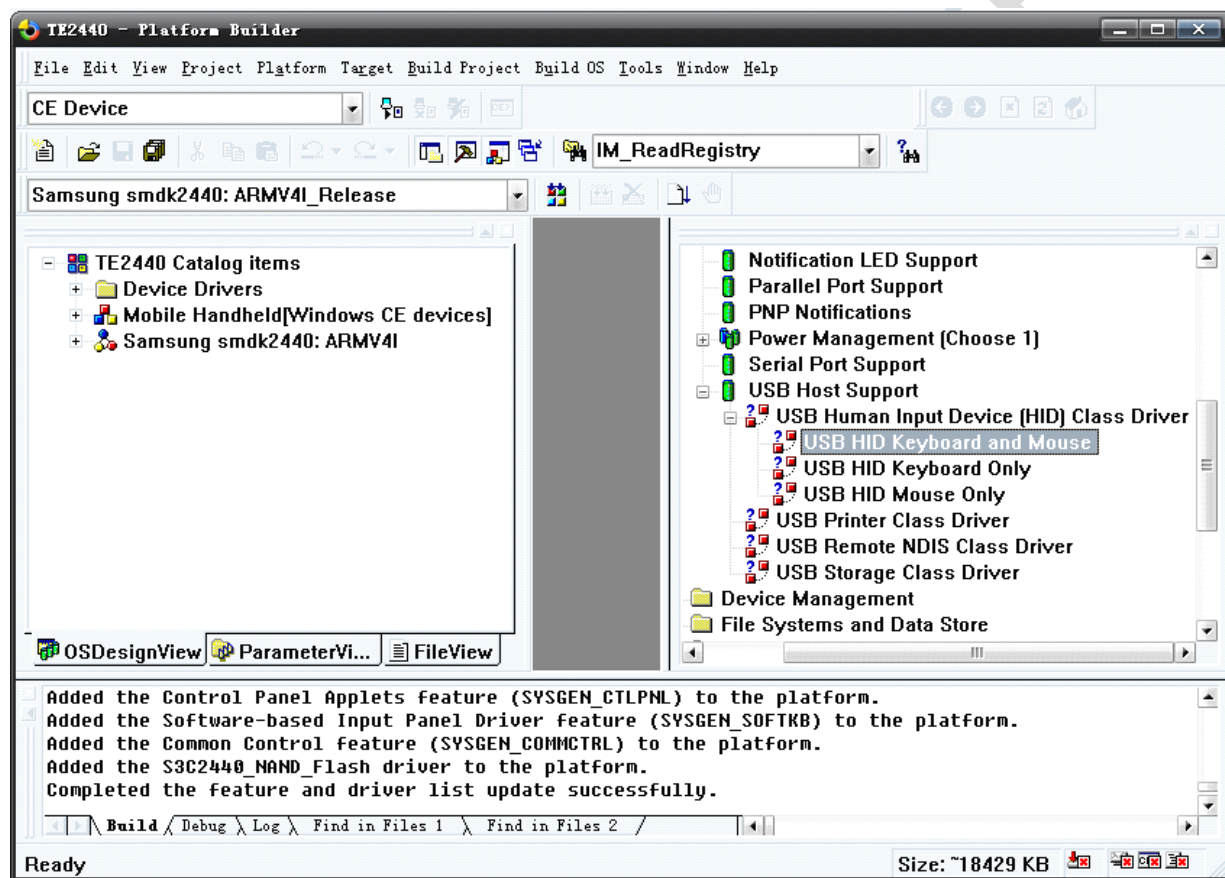 TE2440 - Platform Builder
File Edit View Project Platform Target Build Project Build OS Tools Window Help
CE Device
IM_ReadRegistry
Samsung smdk2440: ARMV4I_Release
TE2440 Catalog items
Device Drivers
Mobile Handheld[Windows CE devices]
Samsung smdk2440: ARMV4I
OSDesignView ParameterVi... FileView
Notification LED Support
Parallel Port Support
PNP Notifications
Power Management (Choose 1)
Serial Port Support
USB Host Support
USB Human Input Device (HID) Class Driver
USB HID Keyboard and Mouse
USB HID Keyboard Only
USB HID Mouse Only
USB Printer Class Driver
USB Remote NDIS Class Driver
USB Storage Class Driver
Device Management
File Systems and Data Store
Added the Control Panel Applets feature (SYSGEN_CTLPNL) to the platform.
Added the Software-based Input Panel Driver feature (SYSGEN_SOFTKB) to the platform.
Added the Common Control feature (SYSGEN_COMMCTRL) to the platform.
Added the S3C2440_NAND_Flash driver to the platform.
Completed the feature and driver list update successfully.
Build Debug Log Find in Files 1 Find in Files 2
Ready Size: ~18429 KB